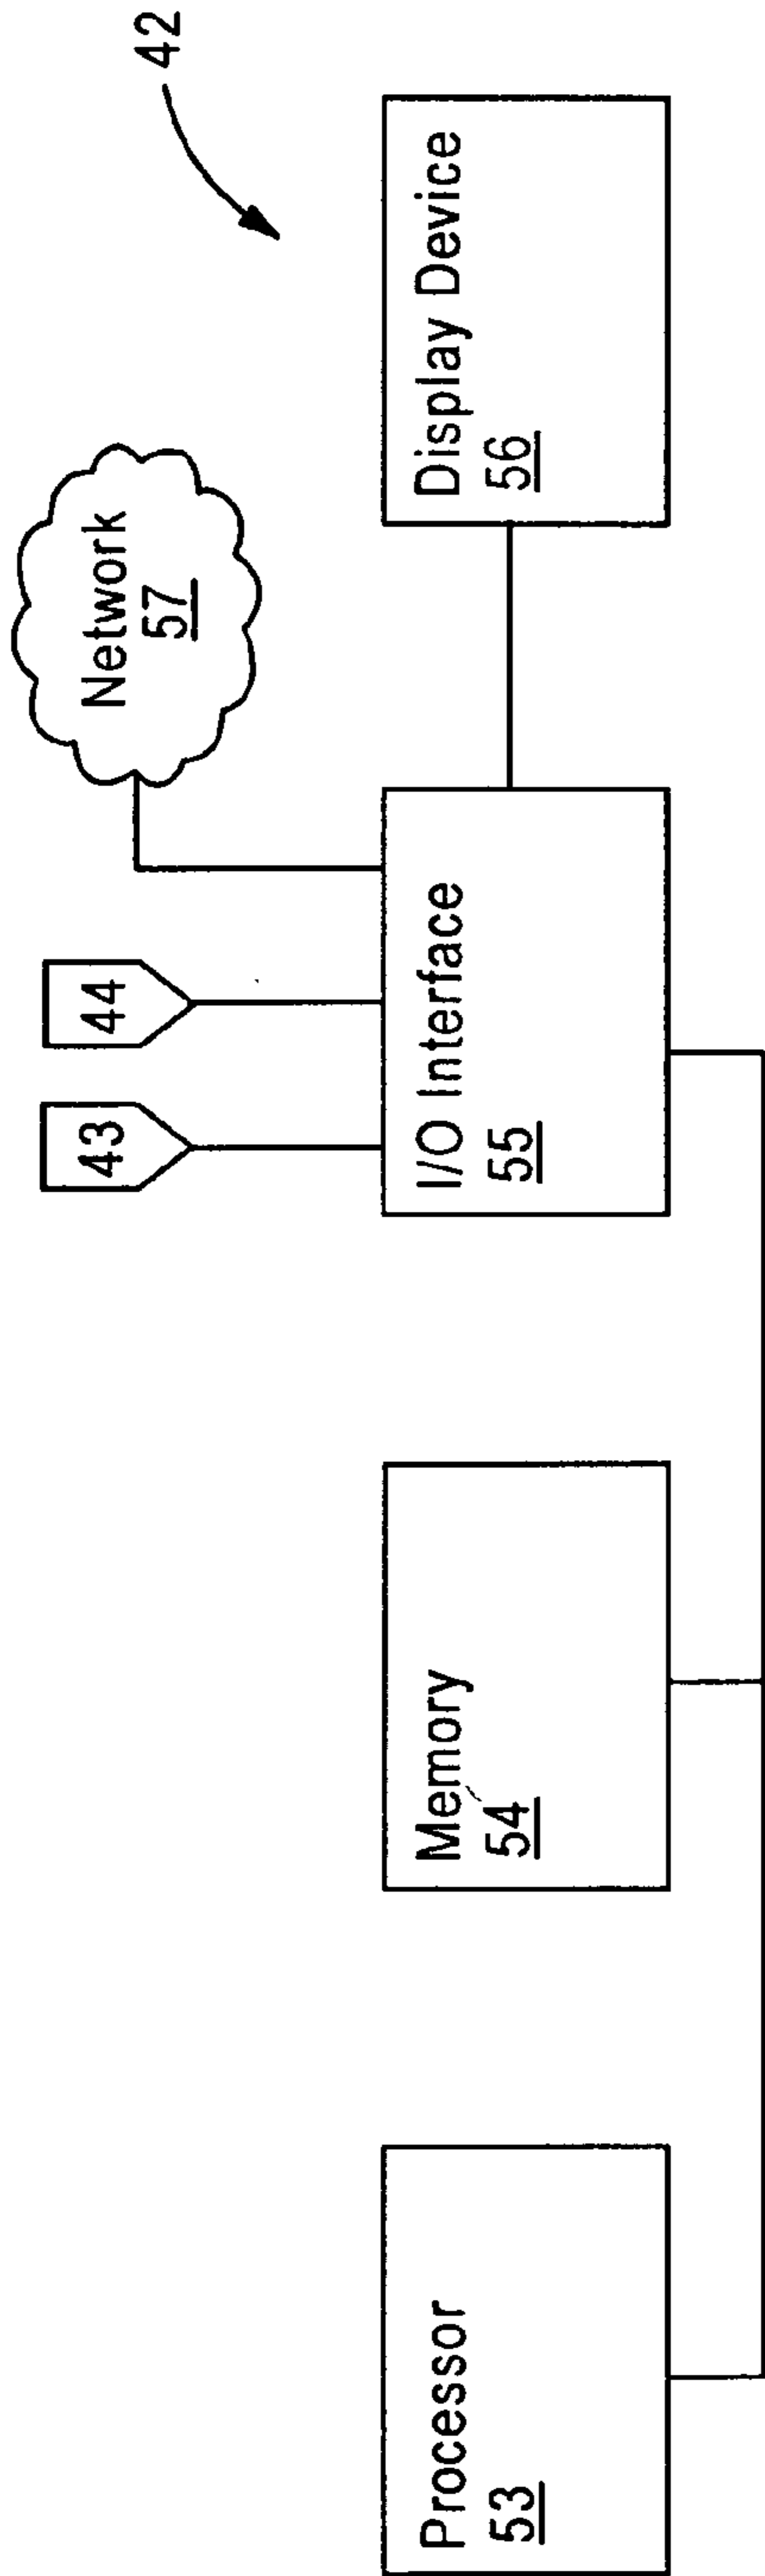 42
Network
57
43
44
Processor
53
Memory
54
I/O Interface
55
Display Device
56